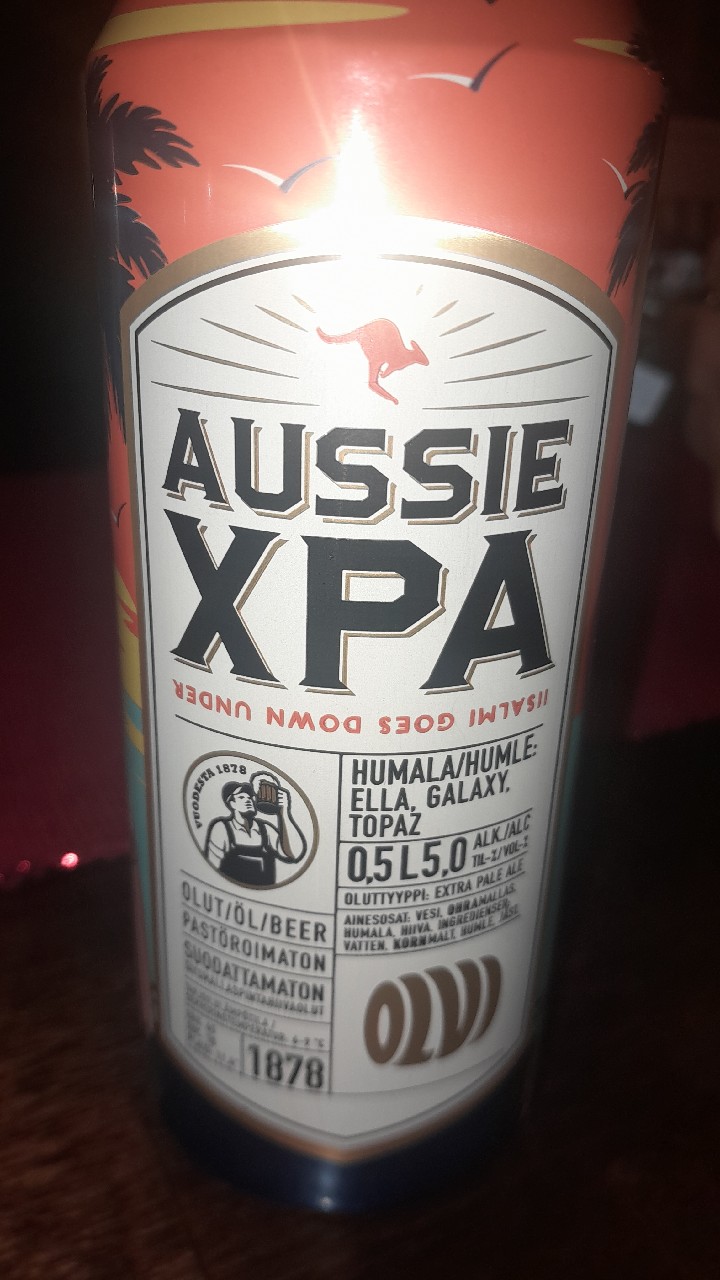 AUSSIE
XPA
IISALMI GOES DOWN UNDER
VUODESTA 1878
OLUT/ÖL/BEER
PASTÖROIMATON
SUODATTAMATON
1878
HUMALA/HUMLE:
ELLA, GALAXY,
TOPAZ
0,5 L 5,0 ALK./ALC
TIL-%/VOL-%
OLUTTYYPPI: EXTRA PALE ALE
AINESOSAT: VESI, OHRAMALLAS,
HUMALA, HIIVA. INGREDIENSER:
VATTEN, KORNMALT, HUMLE, JÄST.
OLVI